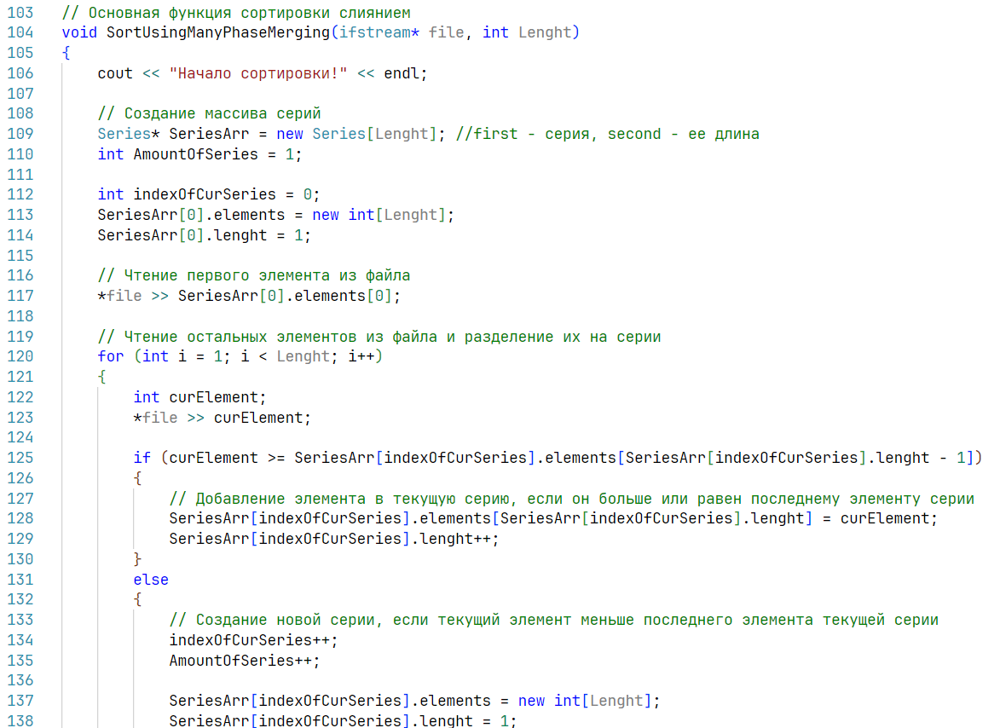 103 // Основная функция сортировки слиянием
104 void SortUsingManyPhaseMerging(ifstream* file, int Lenght)
105 {
106     cout << "Начало сортировки!" << endl;
107
108     // Создание массива серий
109     Series* SeriesArr = new Series[Lenght]; //first - серия, second - ее длина
110     int AmountOfSeries = 1;
111
112     int indexOfCurSeries = 0;
113     SeriesArr[0].elements = new int[Lenght];
114     SeriesArr[0].lenght = 1;
115
116     // Чтение первого элемента из файла
117     *file >> SeriesArr[0].elements[0];
118
119     // Чтение остальных элементов из файла и разделение их на серии
120     for (int i = 1; i < Lenght; i++)
121     {
122         int curElement;
123         *file >> curElement;
124
125         if (curElement >= SeriesArr[indexOfCurSeries].elements[SeriesArr[indexOfCurSeries].lenght - 1])
126         {
127             // Добавление элемента в текущую серию, если он больше или равен последнему элементу серии
128             SeriesArr[indexOfCurSeries].elements[SeriesArr[indexOfCurSeries].lenght] = curElement;
129             SeriesArr[indexOfCurSeries].lenght++;
130         }
131         else
132         {
133             // Создание новой серии, если текущий элемент меньше последнего элемента текущей серии
134             indexOfCurSeries++;
135             AmountOfSeries++;
136
137             SeriesArr[indexOfCurSeries].elements = new int[Lenght];
138             SeriesArr[indexOfCurSeries].lenght = 1;